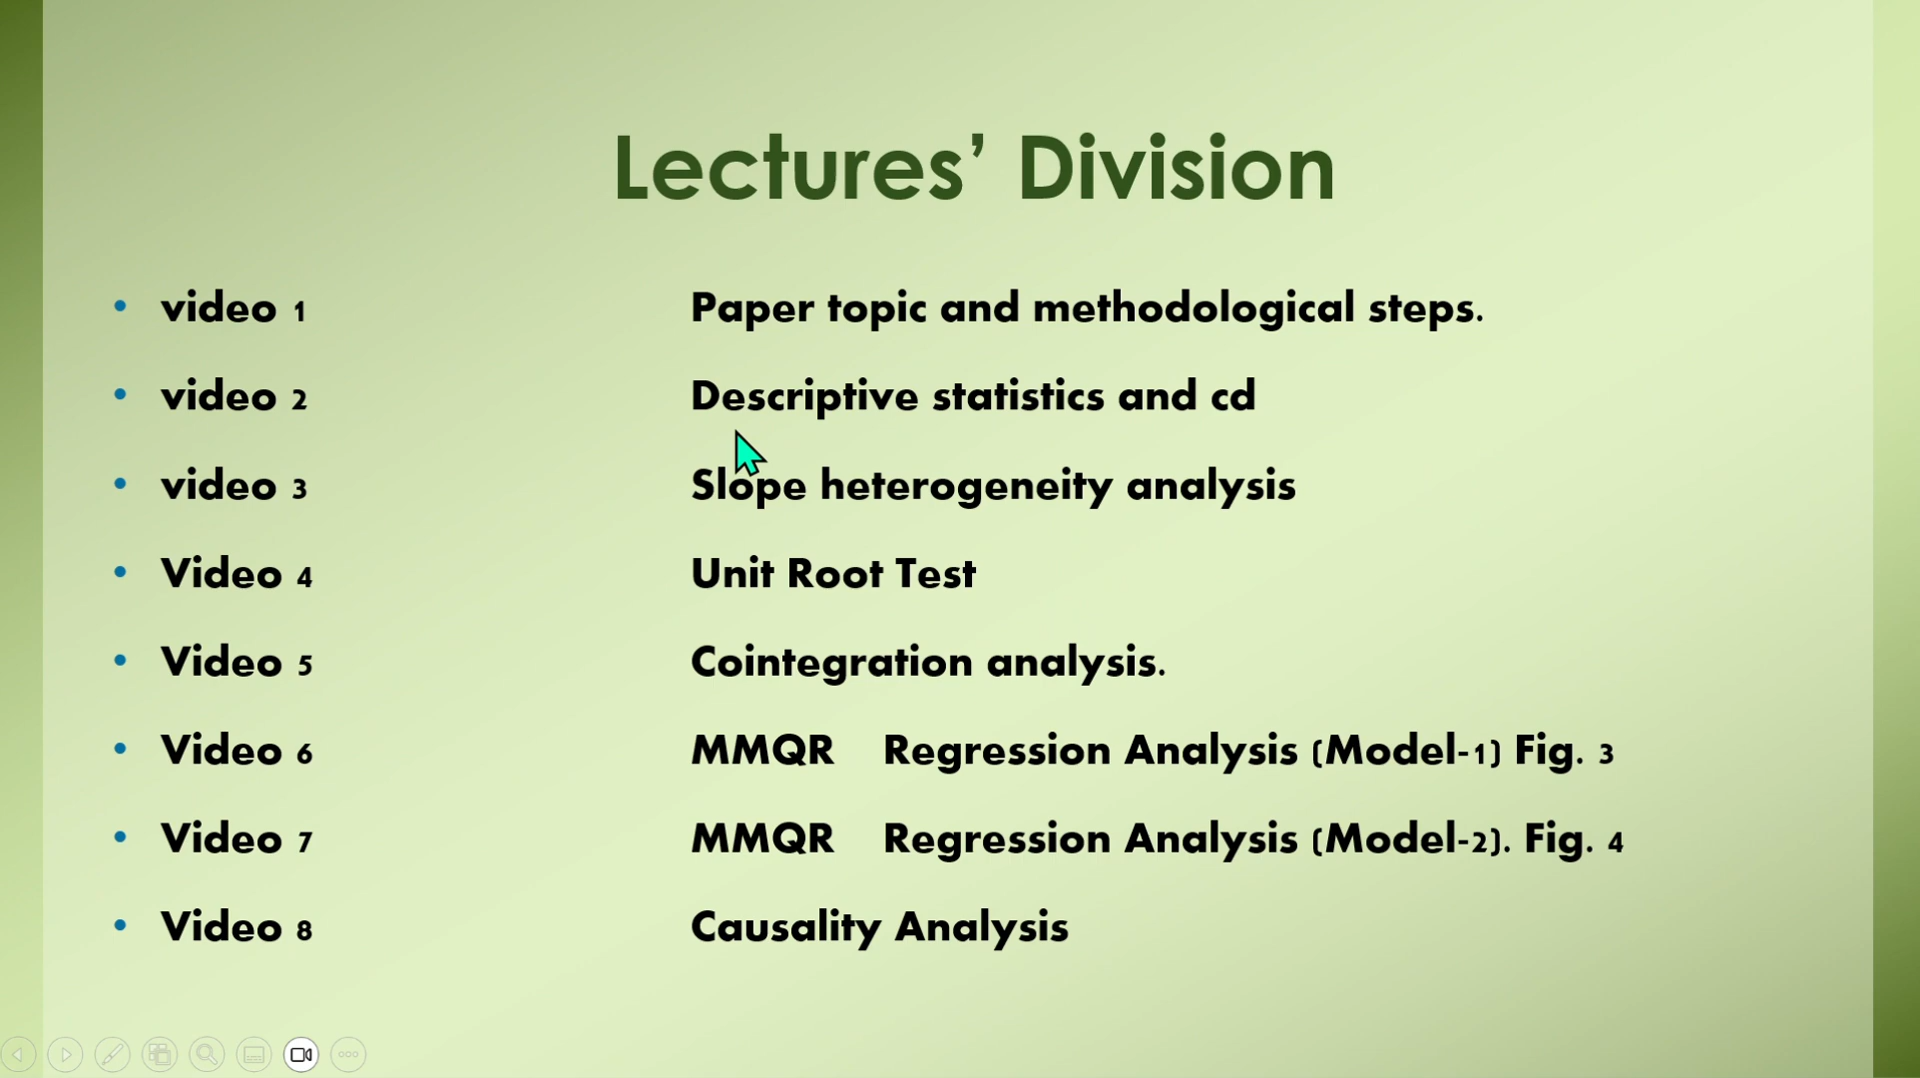 Lectures’ Division
• video 1 Paper topic and methodological steps.
• video 2 Descriptive statistics and cd
• video 3 Slope heterogeneity analysis
• Video 4 Unit Root Test
• Video 5 Cointegration analysis.
• Video 6 MMQR Regression Analysis (Model-1) Fig. 3
• Video 7 MMQR Regression Analysis (Model-2). Fig. 4
• Video 8 Causality Analysis